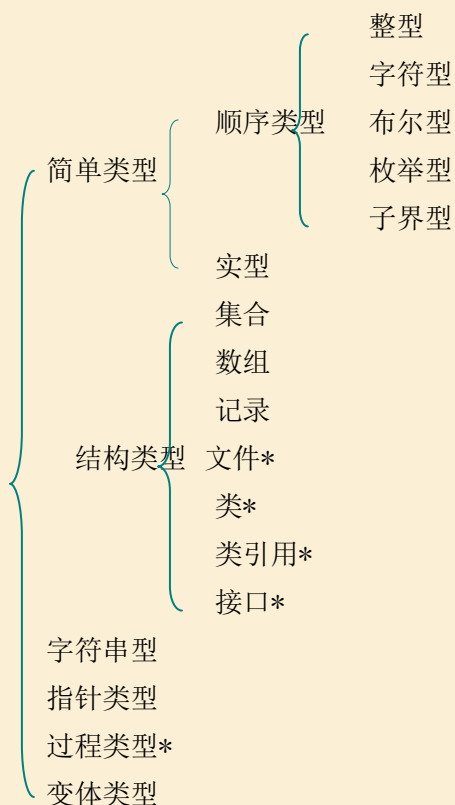 整型
字符型
顺序类型 布尔型
简单类型 枚举型
子界型
实型
集合
数组
记录
结构类型 文件*
类*
类引用*
接口*
字符串型
指针类型
过程类型*
变体类型